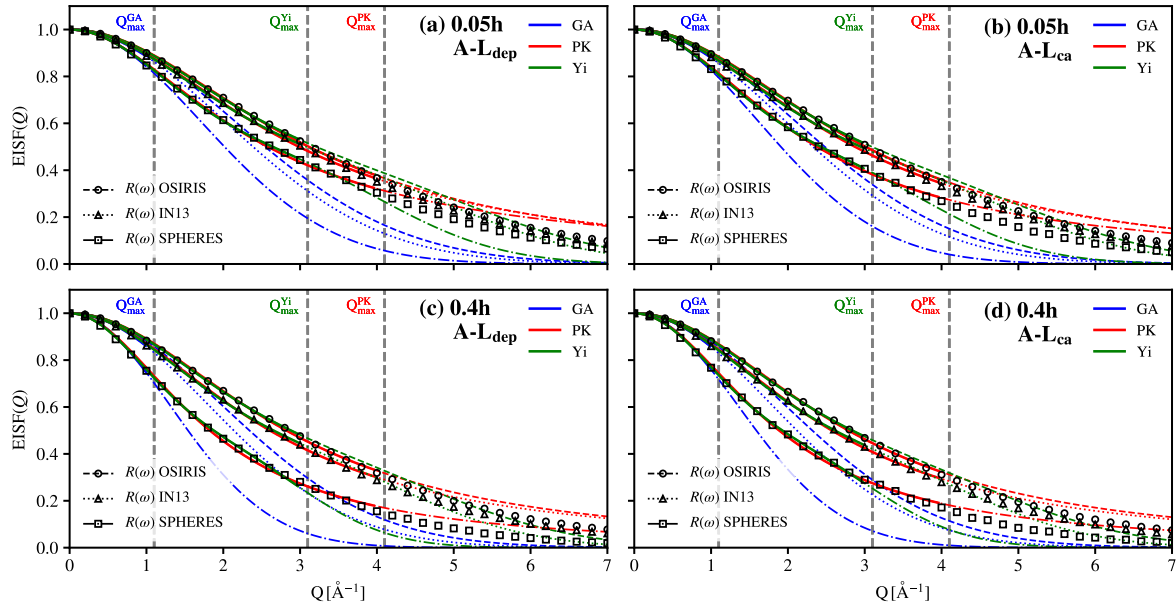 Q_max^GA Q_max^Yi Q_max^PK (a) 0.05h
A-L_dep
GA
PK
Yi
EISF(Q)
1.0
0.8
0.6
0.4
0.2
0.0
R(ω) OSIRIS
R(ω) IN13
R(ω) SPHERES
Q_max^GA Q_max^Yi Q_max^PK (b) 0.05h
A-L_ca
GA
PK
Yi
R(ω) OSIRIS
R(ω) IN13
R(ω) SPHERES
Q_max^GA Q_max^Yi Q_max^PK (c) 0.4h
A-L_dep
GA
PK
Yi
EISF(Q)
1.0
0.8
0.6
0.4
0.2
0.0
R(ω) OSIRIS
R(ω) IN13
R(ω) SPHERES
0 1 2 3 4 5 6 7
Q [Å⁻¹]
Q_max^GA Q_max^Yi Q_max^PK (d) 0.4h
A-L_ca
GA
PK
Yi
R(ω) OSIRIS
R(ω) IN13
R(ω) SPHERES
0 1 2 3 4 5 6 7
Q [Å⁻¹]